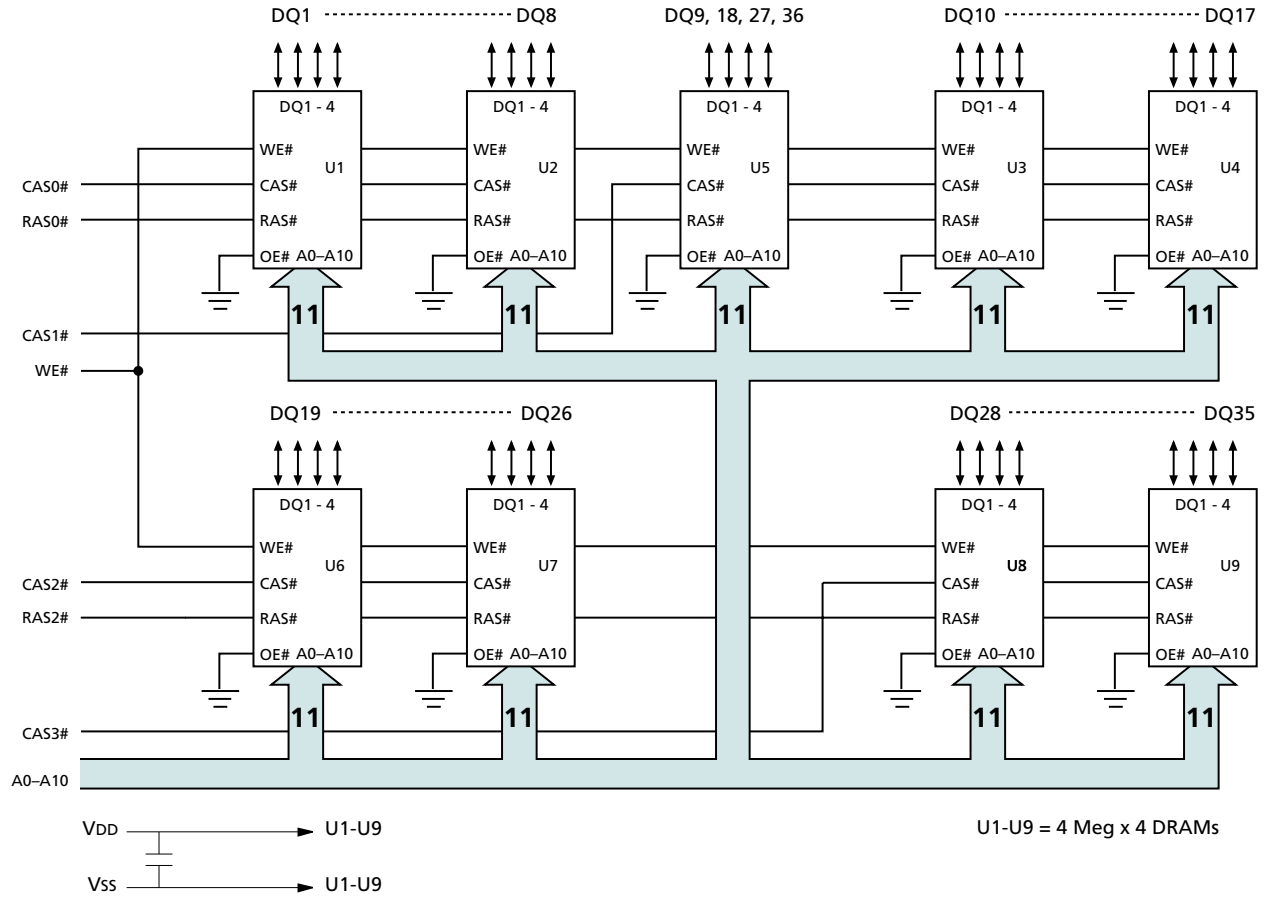 DQ1 DQ8 DQ9, 18, 27, 36 DQ10 DQ17
DQ1 - 4 DQ1 - 4 DQ1 - 4 DQ1 - 4 DQ1 - 4
WE# WE# WE# WE# WE#
U1 U2 U5 U3 U4
CAS0# CAS# CAS# CAS# CAS# CAS#
RAS0# RAS# RAS# RAS# RAS# RAS#
OE# A0–A10 OE# A0–A10 OE# A0–A10 OE# A0–A10 OE# A0–A10
11 11 11 11 11
CAS1#
WE#
DQ19 DQ26 DQ28 DQ35
DQ1 - 4 DQ1 - 4 DQ1 - 4 DQ1 - 4
WE# WE# WE# WE#
U6 U7 U8 U9
CAS2# CAS# CAS# CAS# CAS#
RAS2# RAS# RAS# RAS# RAS#
OE# A0–A10 OE# A0–A10 OE# A0–A10 OE# A0–A10
11 11 11 11
CAS3#
A0–A10
VDD U1-U9 U1-U9 = 4 Meg x 4 DRAMs
Vss U1-U9